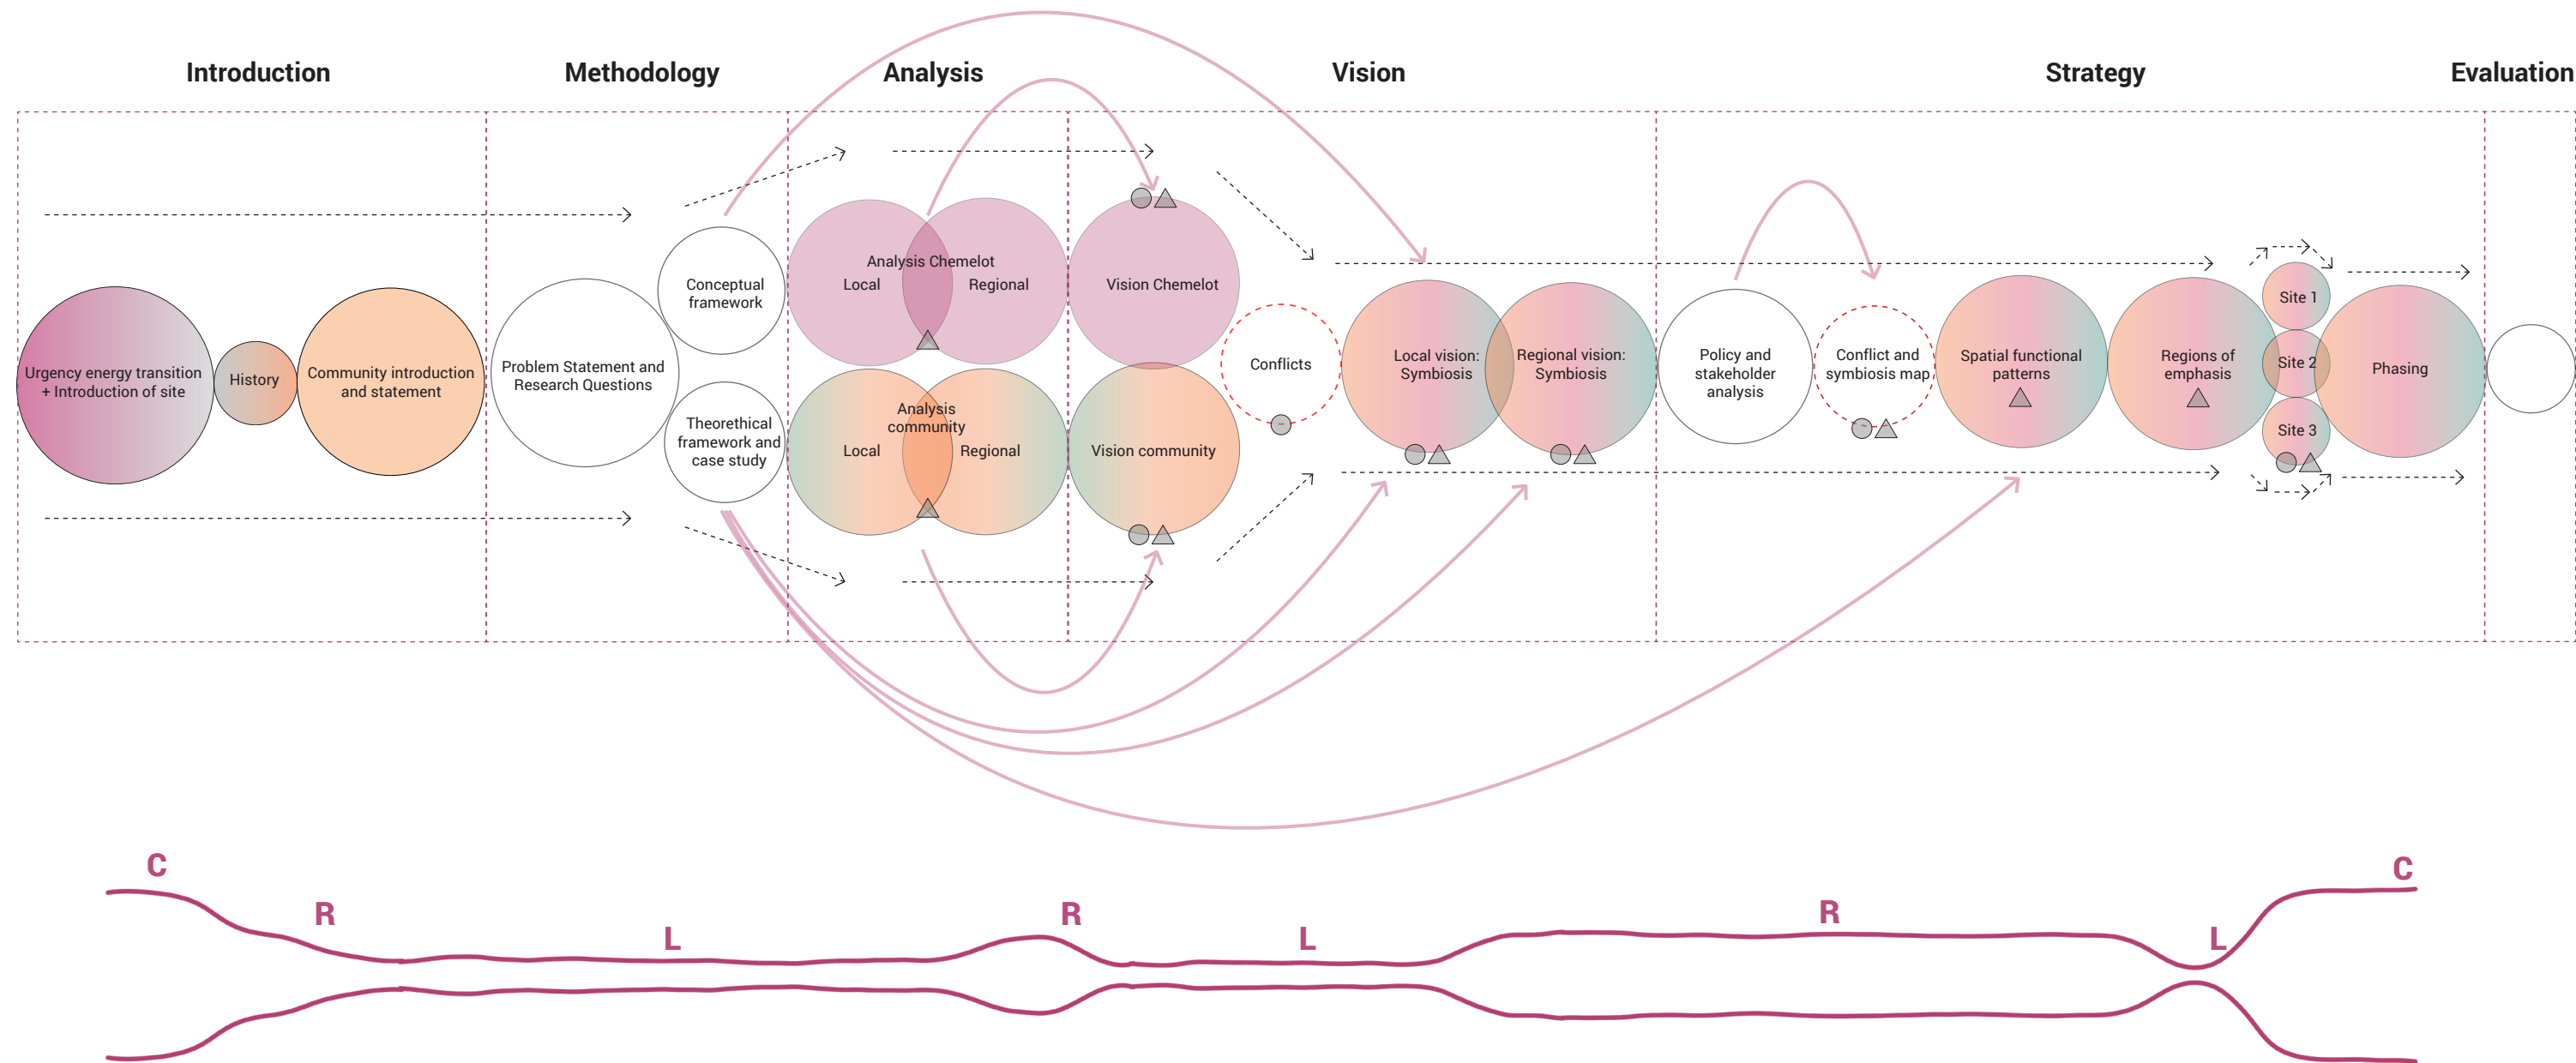 Introduction
Methodology
Analysis
Vision
Strategy
Evaluation
Urgency energy transition
+ Introduction of site
History
Community introduction
and statement
Problem Statement and
Research Questions
Conceptual
framework
Theorethical
framework and
case study
Analysis Chemelot
Local
Regional
Analysis
community
Local
Regional
Vision Chemelot
Vision community
Conflicts
Local vision:
Symbiosis
Regional vision:
Symbiosis
Policy and
stakeholder
analysis
Conflict and
symbiosis map
Spatial functional
patterns
Regions of
emphasis
Site 1
Site 2
Site 3
Phasing
C
R
L
R
L
R
L
C